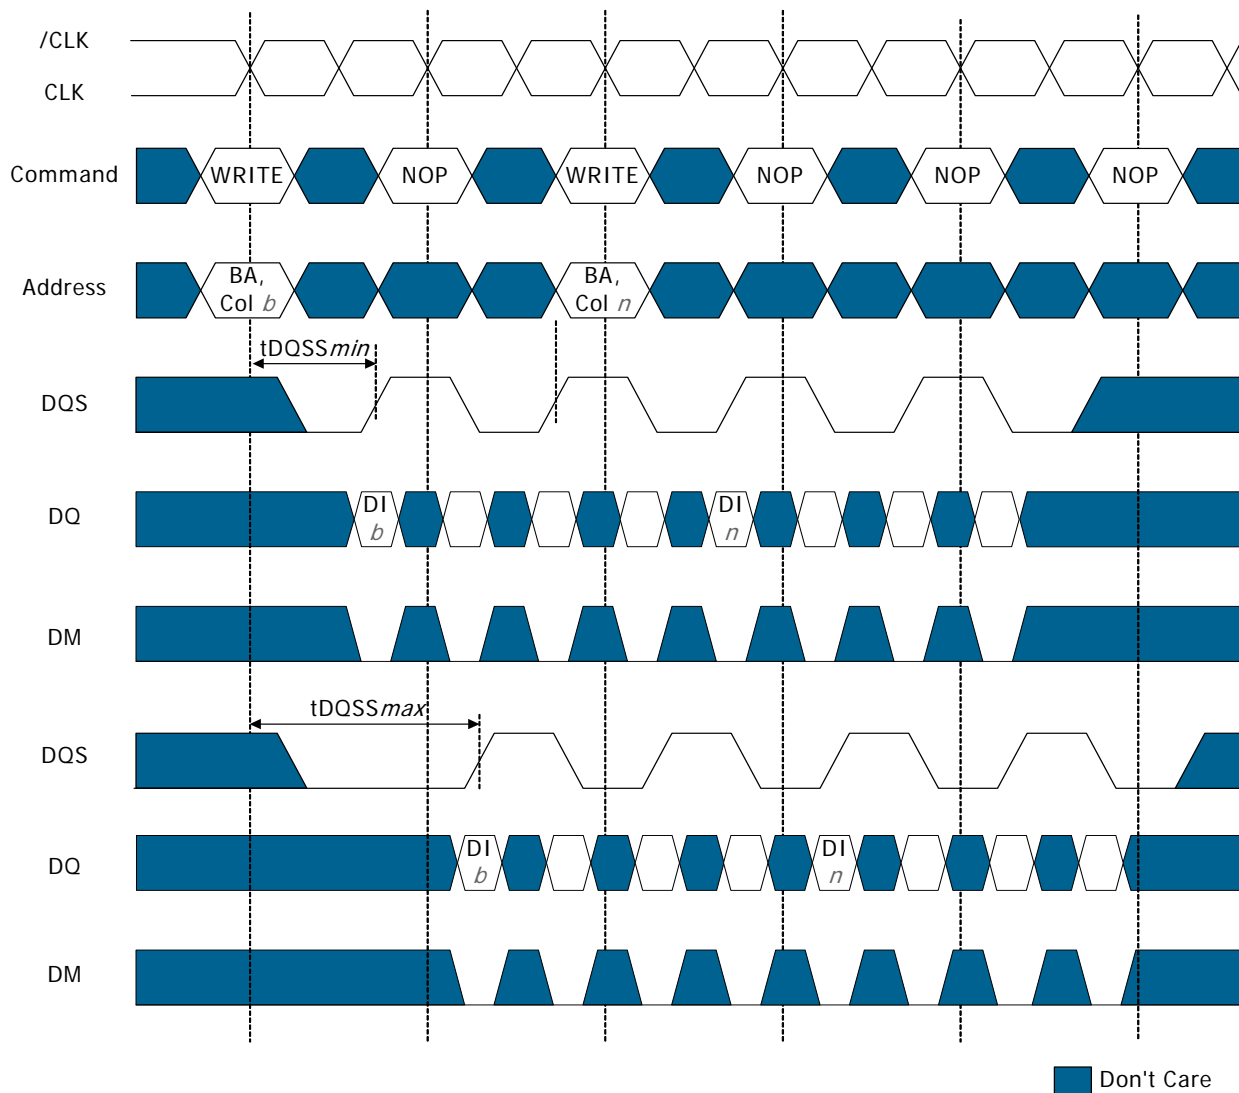 /CLK
CLK
Command
WRITE
NOP
WRITE
NOP
NOP
NOP
Address
BA,
Col b
BA,
Col n
tDQSSmin
DQS
DQ
DI
b
DI
n
DM
tDQSSmax
DQS
DQ
DI
b
DI
n
DM
Don't Care